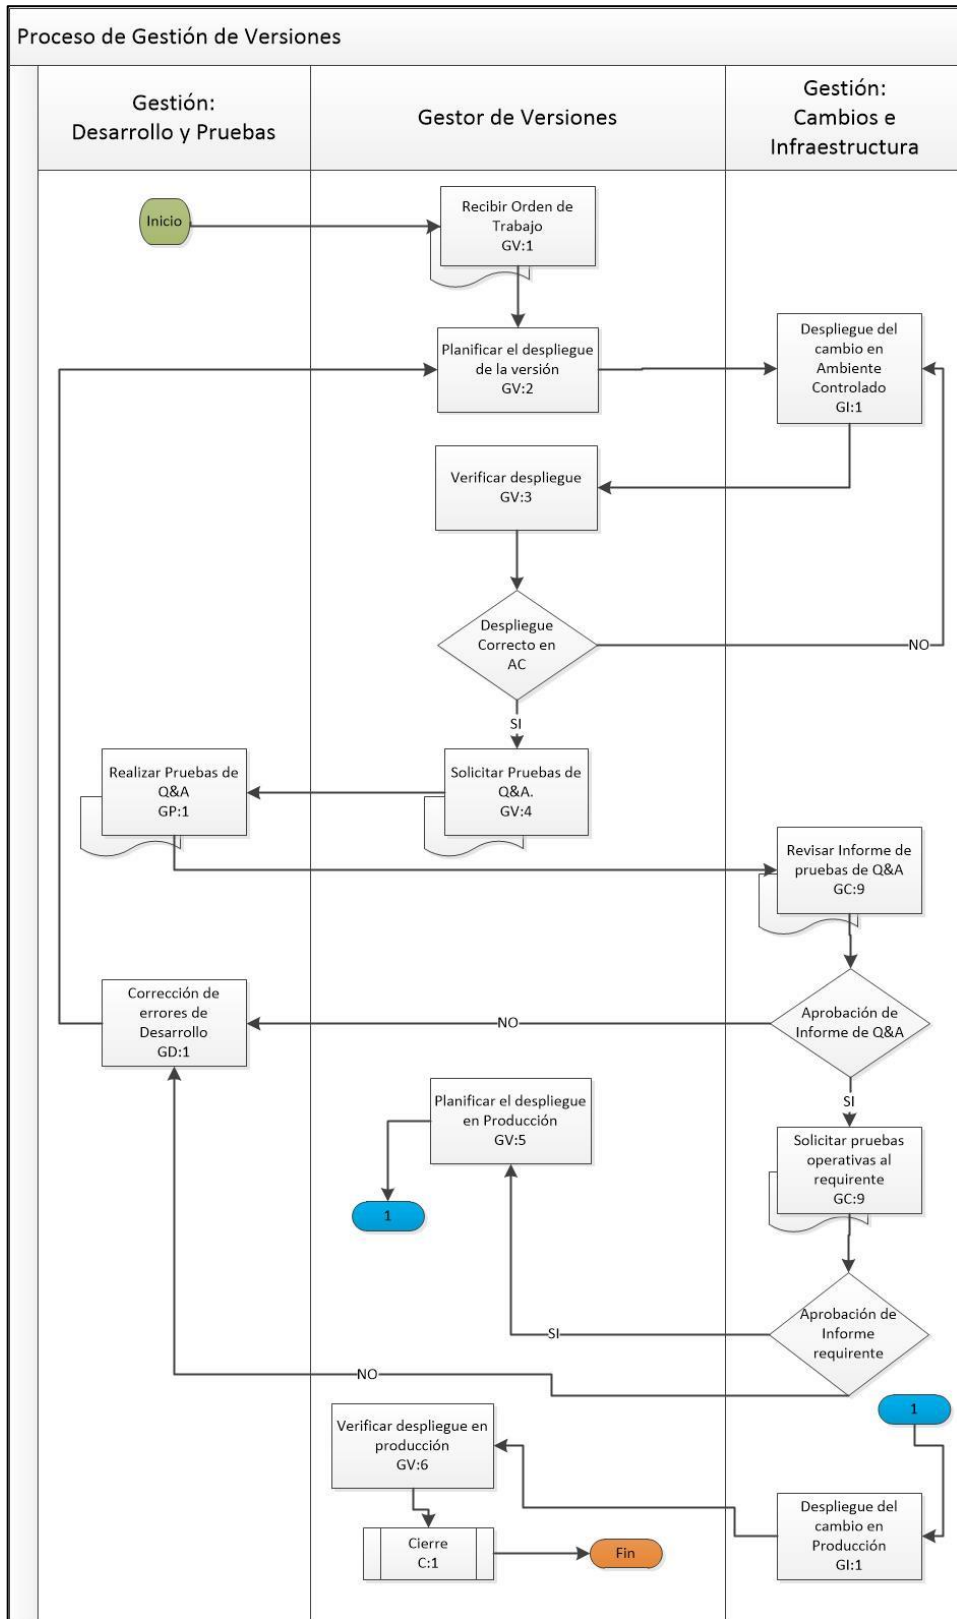 Proceso de Gestión de Versiones
Gestión:
Desarrollo y Pruebas
Gestor de Versiones
Gestión:
Cambios e
Infraestructura
Inicio
Recibir Orden de
Trabajo
GV:1
Planificar el despliegue
de la versión
GV:2
Despliegue del
cambio en
Ambiente
Controlado
GI:1
Verificar despliegue
GV:3
Despliegue
Correcto en
AC
NO
SI
Realizar Pruebas de
Q&A
GP:1
Solicitar Pruebas de
Q&A.
GV:4
Revisar Informe de
pruebas de Q&A
GC:9
Corrección de
errores de
Desarrollo
GD:1
NO
Aprobación de
Informe de Q&A
SI
Planificar el despliegue
en Producción
GV:5
Solicitar pruebas
operativas al
requirente
GC:9
1
SI
Aprobación de
Informe
requirente
NO
1
Verificar despliegue en
producción
GV:6
Despliegue del
cambio en
Producción
GI:1
Cierre
C:1
Fin